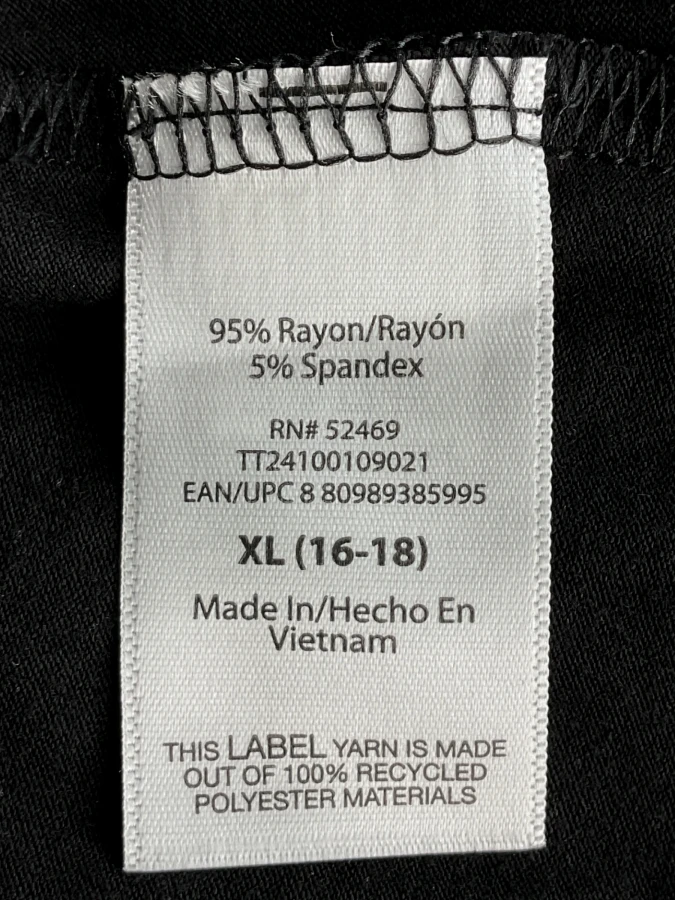 95% Rayon/Rayón
5% Spandex
RN# 52469
TT24100109021
EAN/UPC 8 80989385995
XL (16-18)
Made In/Hecho En
Vietnam
THIS LABEL YARN IS MADE
OUT OF 100% RECYCLED
POLYESTER MATERIALS